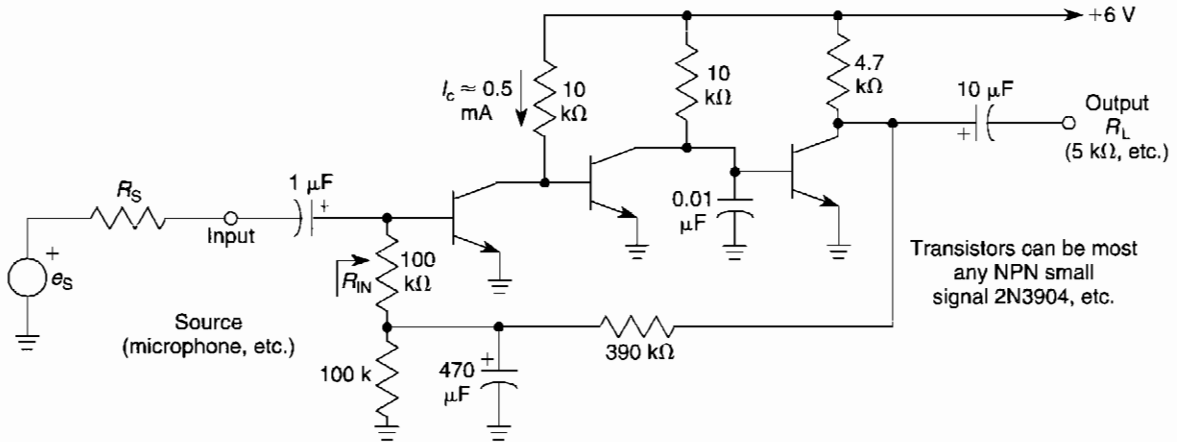 +6 V
I_c ≈ 0.5
mA
10
kΩ
10
kΩ
4.7
kΩ
10 μF
+
Output
R_L
(5 kΩ, etc.)
1 μF
+
R_S
Input
0.01
μF
+
e_S
R_IN
100
kΩ
Transistors can be most
any NPN small
signal 2N3904, etc.
Source
(microphone, etc.)
390 kΩ
100 k
+
470
μF